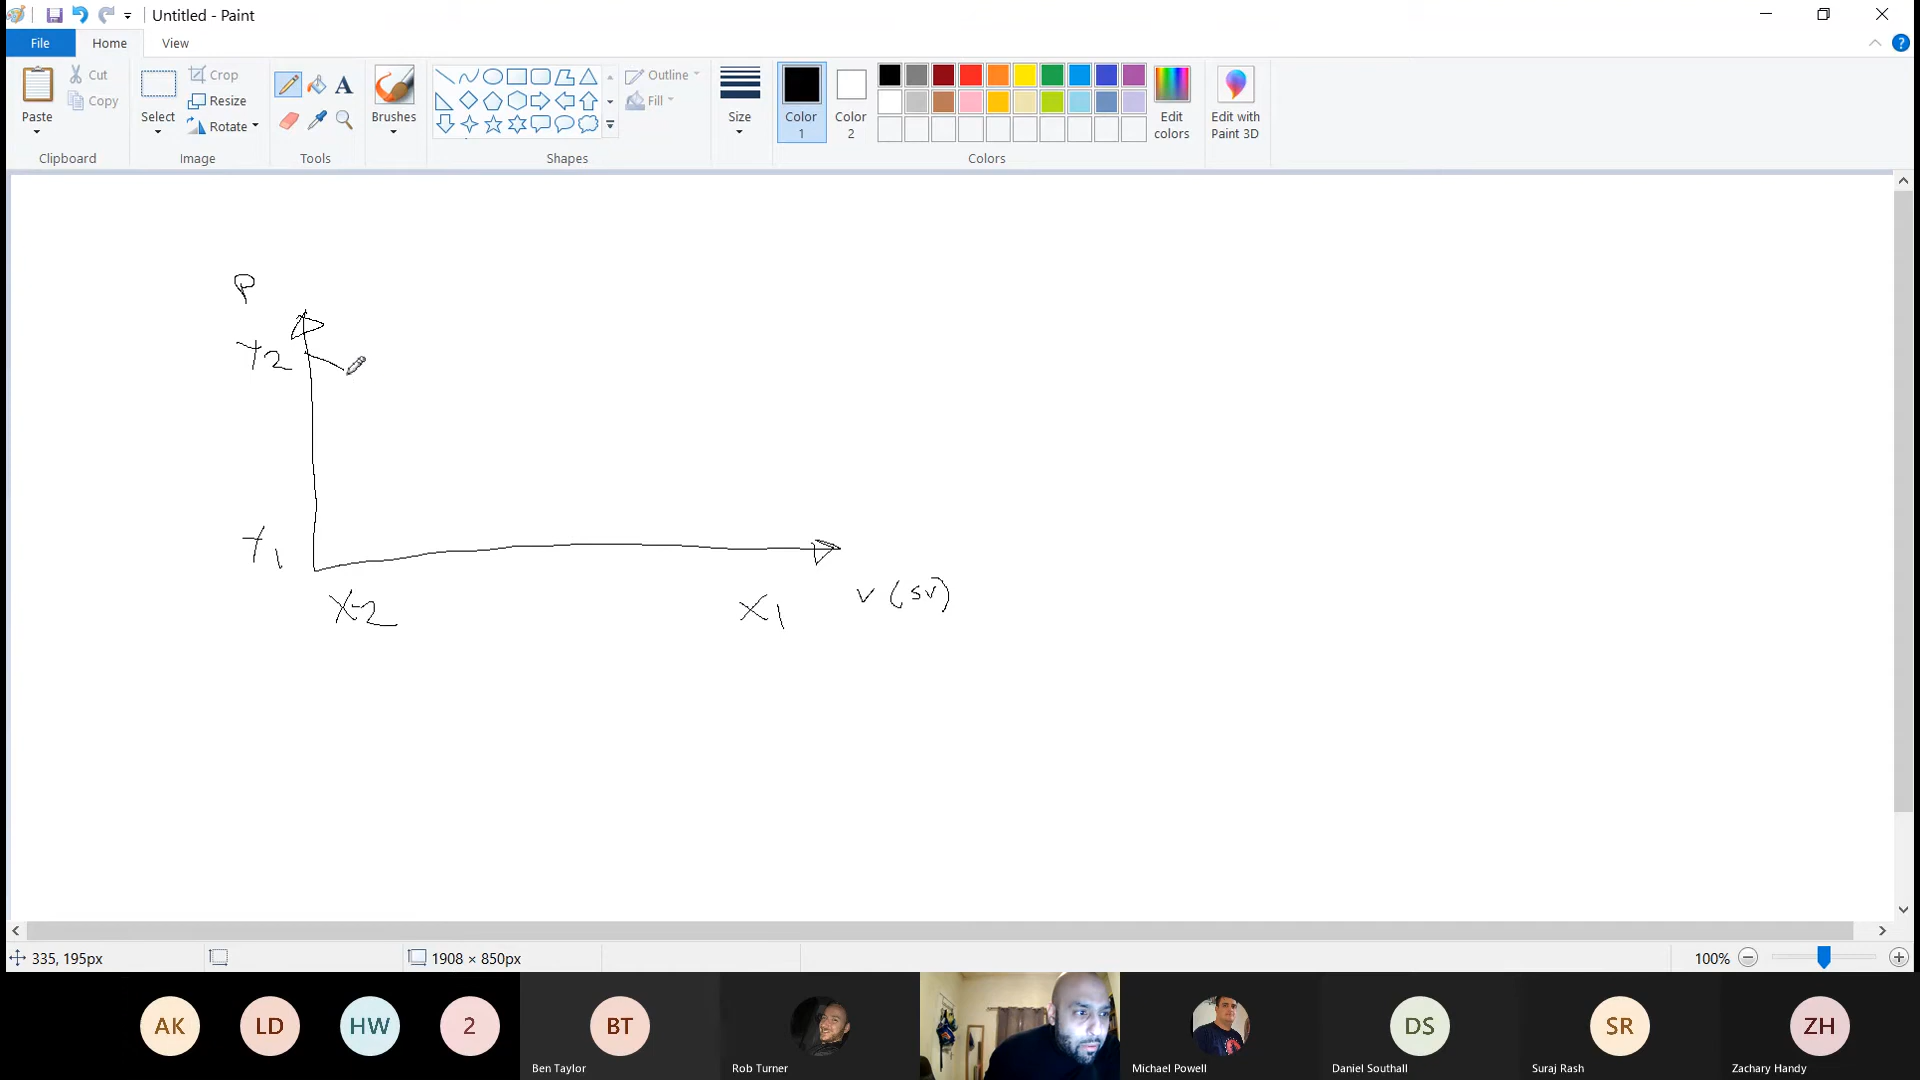 Untitled - Paint
File Home View
Paste
Cut
Copy
Clipboard
Select
Crop
Resize
Rotate
Image
Tools
Brushes
Shapes
Outline
Fill
Size
Color 1
Color 2
Edit colors
Edit with Paint 3D
Colors
P
Y2
Y1
X2
X1
V (SV)
335, 195px
1908 × 850px
100%
AK
LD
HW
2
BT
Ben Taylor
Rob Turner
Michael Powell
DS
Daniel Southall
SR
Suraj Rash
ZH
Zachary Handy